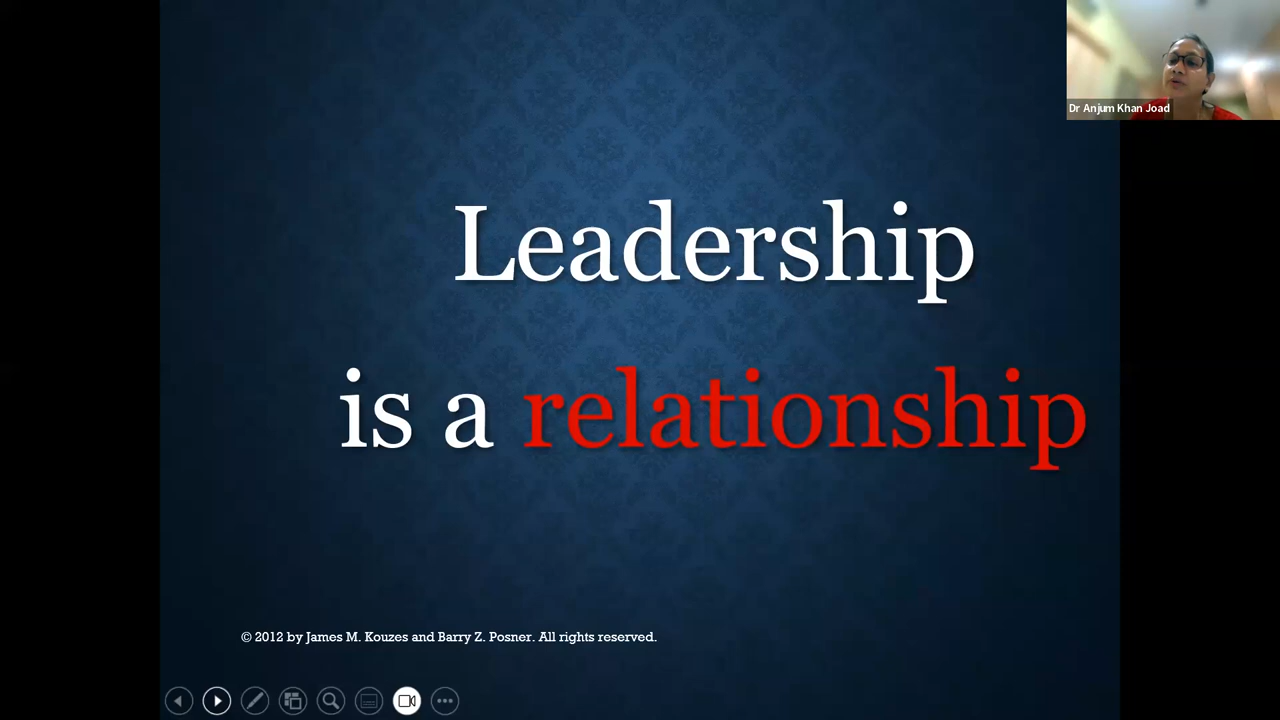 Dr Anjum Khan Joad
Leadership
is a relationship
© 2012 by James M. Kouzes and Barry Z. Posner. All rights reserved.